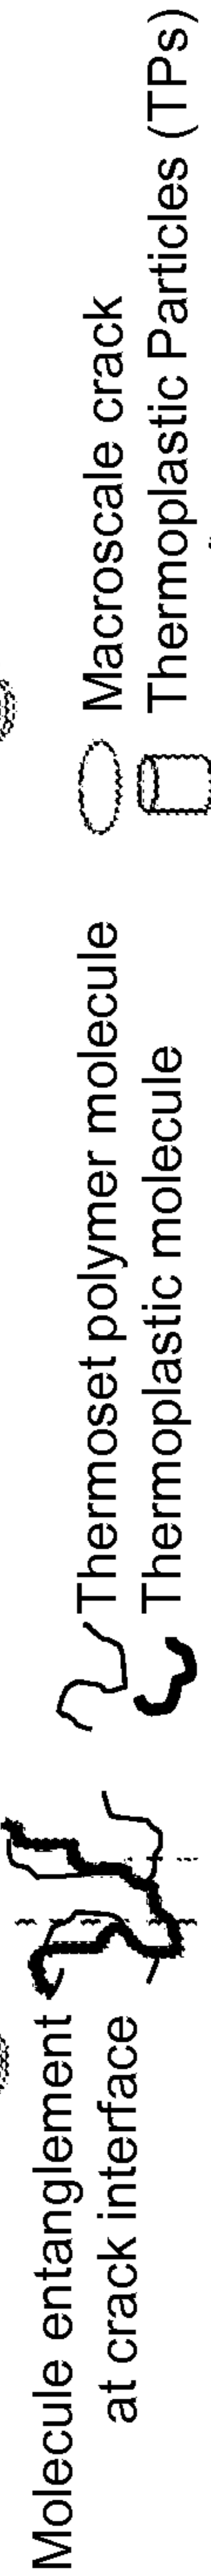 Molecule entanglement
at crack interface
Thermoset polymer molecule
Thermoplastic molecule
Macroscale crack
Thermoplastic Particles (TPs)